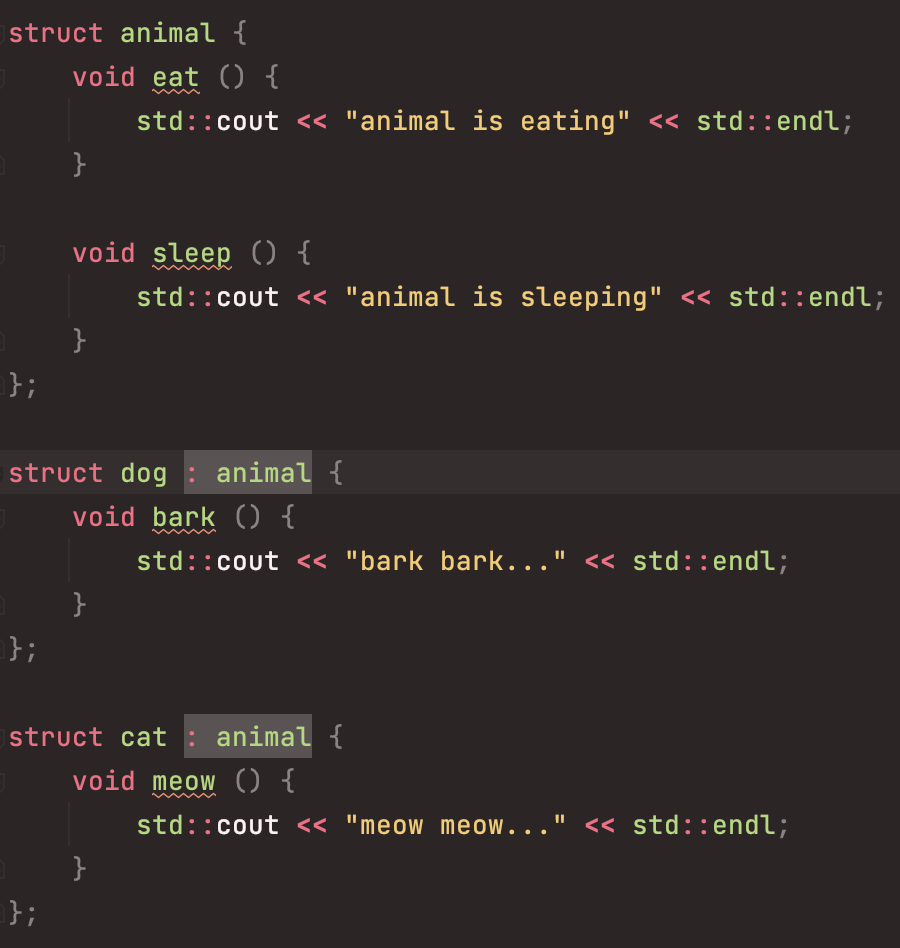 struct animal {
    void eat () {
        std::cout << "animal is eating" << std::endl;
    }

    void sleep () {
        std::cout << "animal is sleeping" << std::endl;
    }
};

struct dog : animal {
    void bark () {
        std::cout << "bark bark..." << std::endl;
    }
};

struct cat : animal {
    void meow () {
        std::cout << "meow meow..." << std::endl;
    }
};